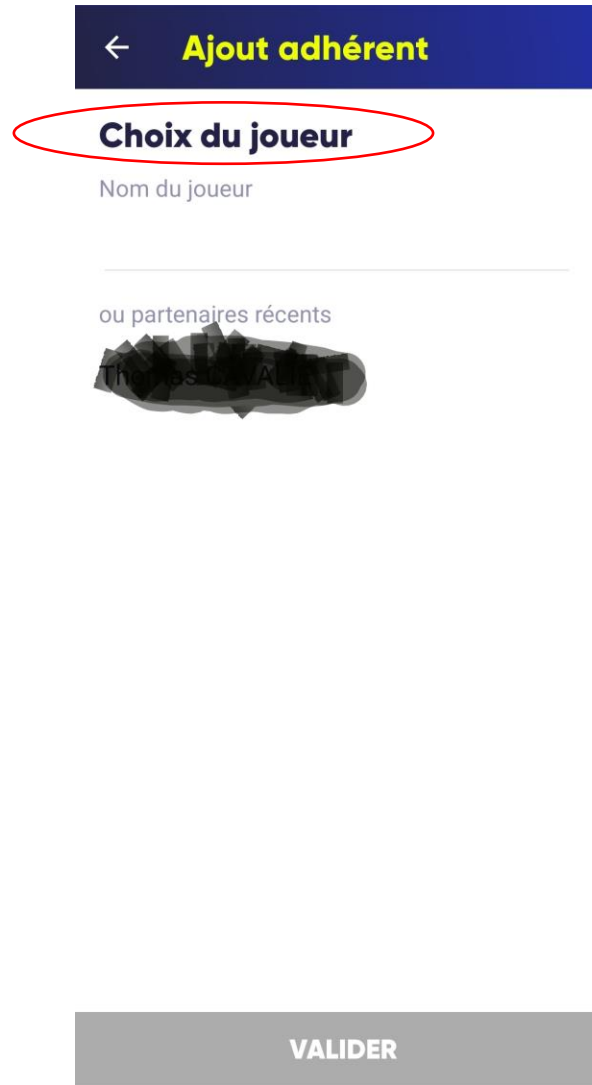 Ajout adhérent
Choix du joueur
Nom du joueur
ou partenaires récents
VALIDER